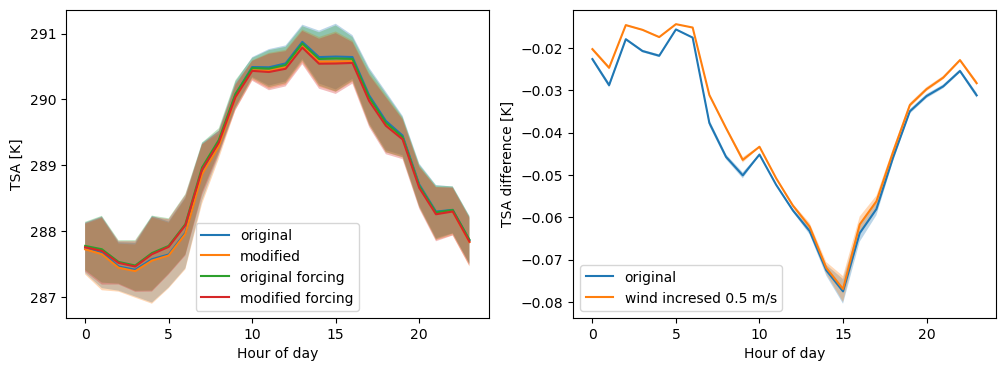 TSA [K]
291
290
289
288
287
original
modified
original forcing
modified forcing
0
5
10
15
20
Hour of day
TSA difference [K]
−0.02
−0.03
−0.04
−0.05
−0.06
−0.07
−0.08
original
wind incresed 0.5 m/s
0
5
10
15
20
Hour of day